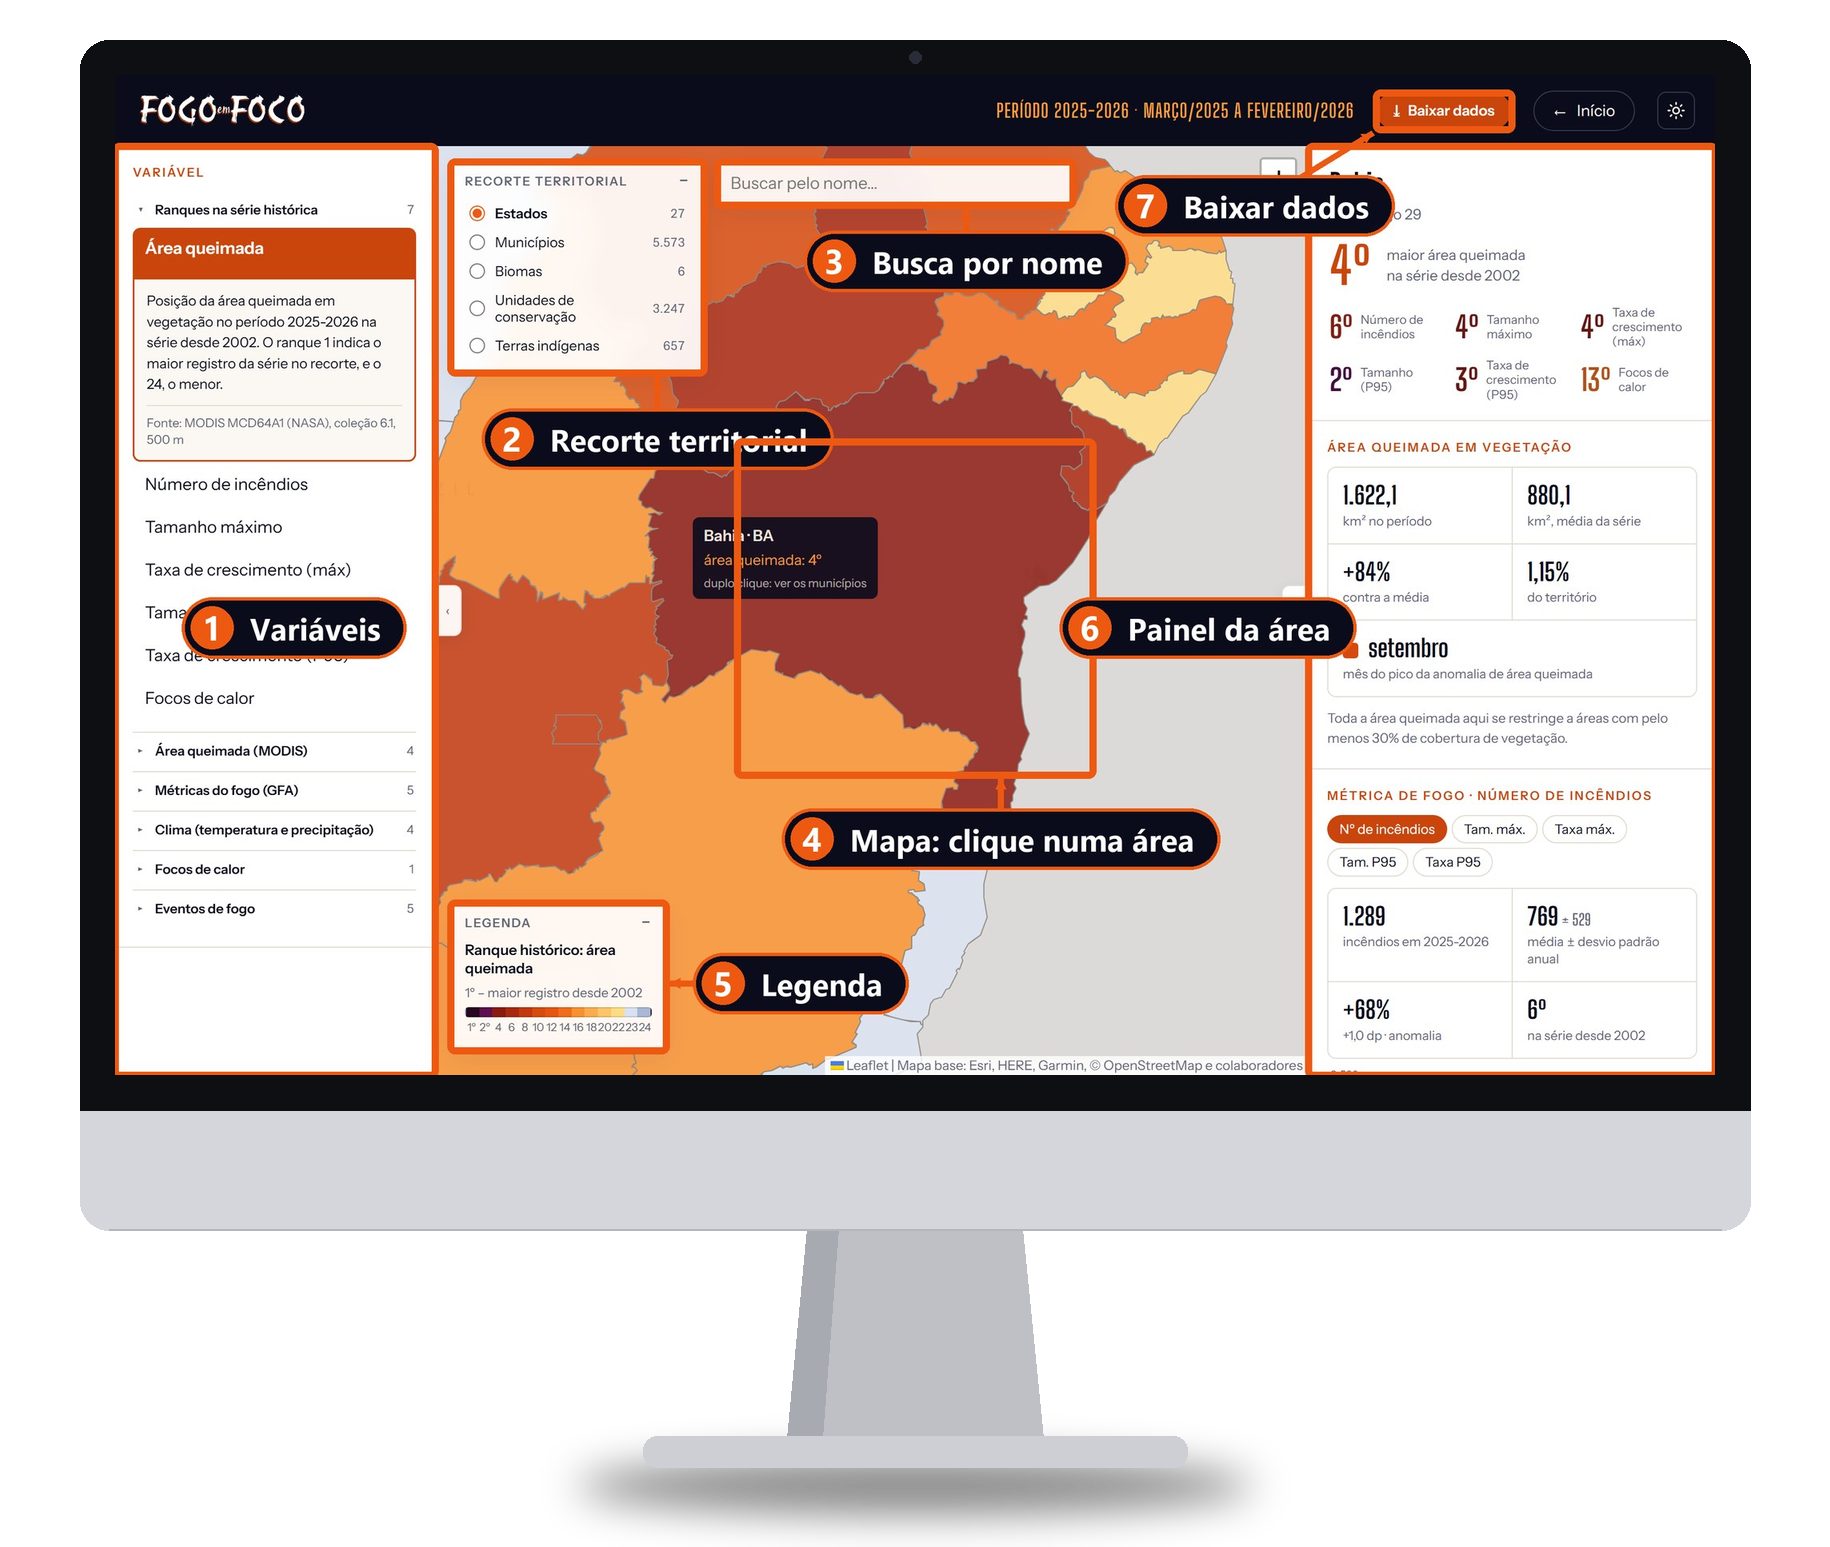 FOGO em FOCO
PERÍODO 2025-2026 · MARÇO/2025 A FEVEREIRO/2026
Baixar dados
← Início
VARIÁVEL
Ranques na série histórica 7
Área queimada
Posição da área queimada em
vegetação no período 2025-2026 na
série desde 2002. O ranque 1 indica o
maior registro da série no recorte, e o
24, o menor.
Fonte: MODIS MCD64A1 (NASA), coleção 6.1,
500 m
Número de incêndios
Tamanho máximo
Taxa de crescimento (máx)
1 Variáveis
Focos de calor
Área queimada (MODIS) 4
Métricas do fogo (GFA) 5
Clima (temperatura e precipitação) 4
Focos de calor 1
Eventos de fogo 5
RECORTE TERRITORIAL –
Estados 27
Municípios 5.573
Biomas 6
Unidades de
conservação 3.247
Terras indígenas 657
2 Recorte territorial
Buscar pelo nome...
3 Busca por nome
Bahia · BA
área queimada: 4º
duplo clique: ver os municípios
4 Mapa: clique numa área
LEGENDA –
Ranque histórico: área
queimada
1º – maior registro desde 2002
1º 2º 4 6 8 10 12 14 16 18 20 22 23 24
5 Legenda
Leaflet | Mapa base: Esri, HERE, Garmin, © OpenStreetMap e colaboradores
7 Baixar dados
29
4º maior área queimada
na série desde 2002
6º Número de
incêndios
4º Tamanho
máximo
4º Taxa de
crescimento
(máx)
2º Tamanho
(P95)
3º Taxa de
crescimento
(P95)
13º Focos de
calor
ÁREA QUEIMADA EM VEGETAÇÃO
1.622,1
km² no período
880,1
km², média da série
+84%
contra a média
1,15%
do território
6 Painel da área
setembro
mês do pico da anomalia de área queimada
Toda a área queimada aqui se restringe a áreas com pelo
menos 30% de cobertura de vegetação.
MÉTRICA DE FOGO · NÚMERO DE INCÊNDIOS
Nº de incêndios Tam. máx. Taxa máx.
Tam. P95 Taxa P95
1.289
incêndios em 2025-2026
769 ± 529
média ± desvio padrão
anual
+68%
+1,0 dp · anomalia
6º
na série desde 2002